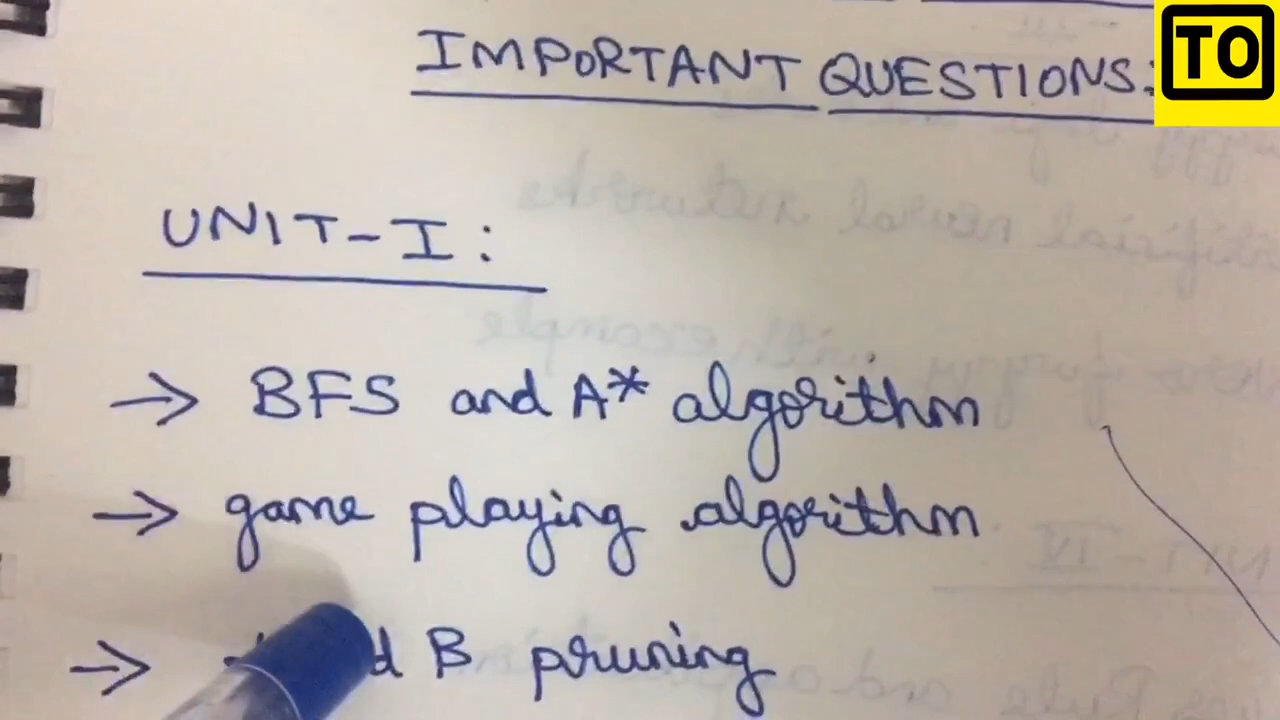 TO
IMPORTANT QUESTIONS:
UNIT-I:
→ BFS and A* algorithm
→ game playing algorithm
→ B pruning